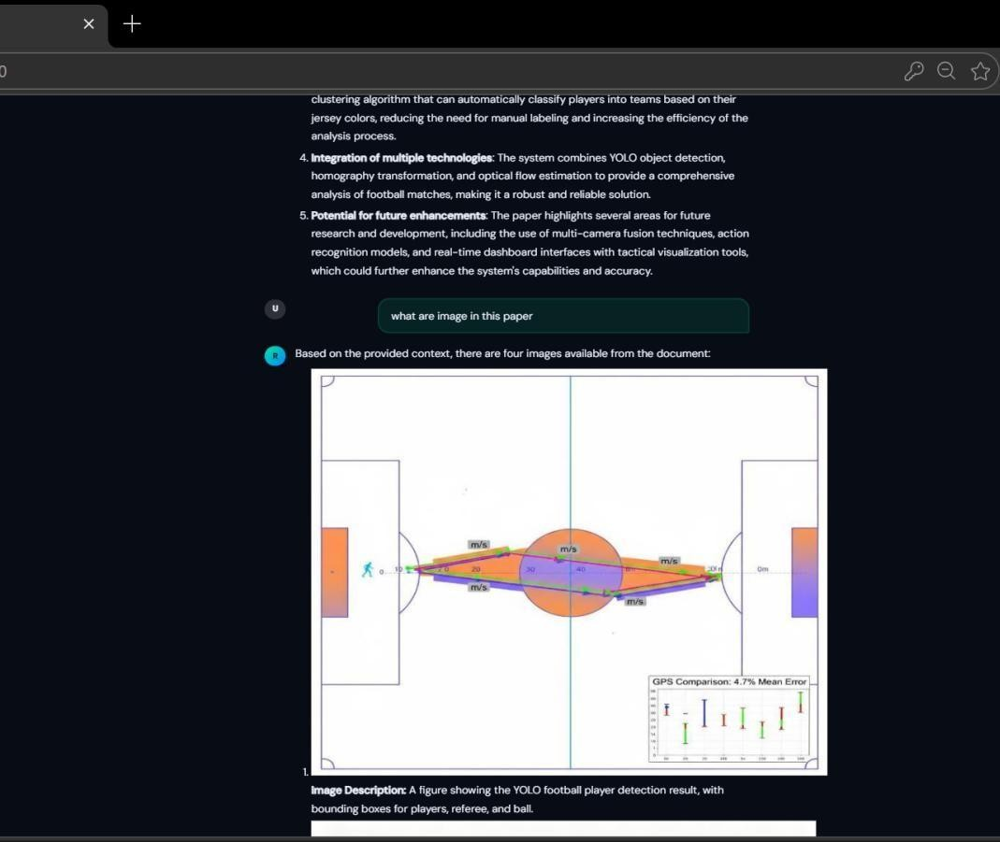 0
clustering algorithm that can automatically classify players into teams based on their
jersey colors, reducing the need for manual labeling and increasing the efficiency of the
analysis process.
4. Integration of multiple technologies: The system combines YOLO object detection,
homography transformation, and optical flow estimation to provide a comprehensive
analysis of football matches, making it a robust and reliable solution.
5. Potential for future enhancements: The paper highlights several areas for future
research and development, including the use of multi-camera fusion techniques, action
recognition models, and real-time dashboard interfaces with tactical visualization tools,
which could further enhance the system's capabilities and accuracy.
U
what are image in this paper
R
Based on the provided context, there are four images available from the document:
m/s
m/s
m/s
0 10 20 30 40 0m
m/s
m/s
GPS Comparison: 4.7% Mean Error
1.
Image Description: A figure showing the YOLO football player detection result, with
bounding boxes for players, referee, and ball.